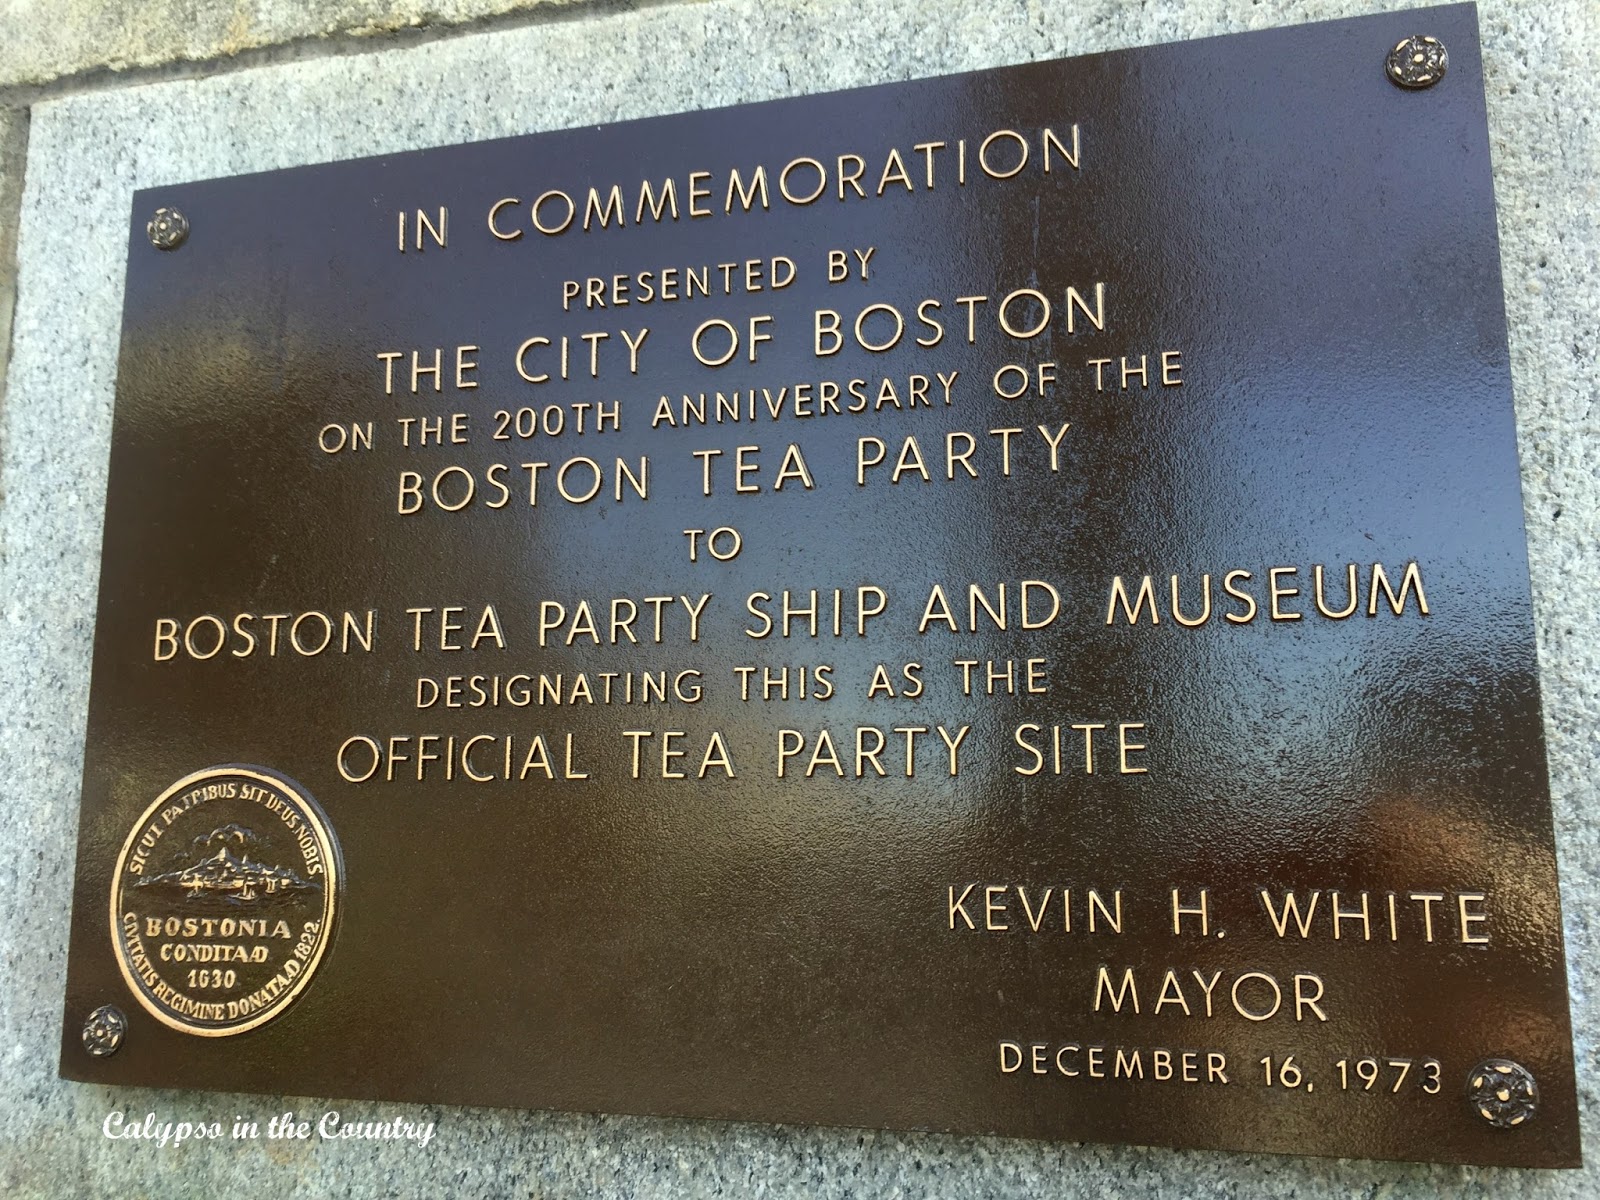 IN COMMEMORATION
PRESENTED BY
THE CITY OF BOSTON
ON THE 200TH ANNIVERSARY OF THE
BOSTON TEA PARTY
TO
BOSTON TEA PARTY SHIP AND MUSEUM
DESIGNATING THIS AS THE
OFFICIAL TEA PARTY SITE
SICUT PATRIBUS SIT DEUS NOBIS
BOSTONIA
CONDITA AD
1630
CIVITATIS REGIMINE DONATA AD 1822.
KEVIN H. WHITE
MAYOR
DECEMBER 16, 1973
Calypso in the Country